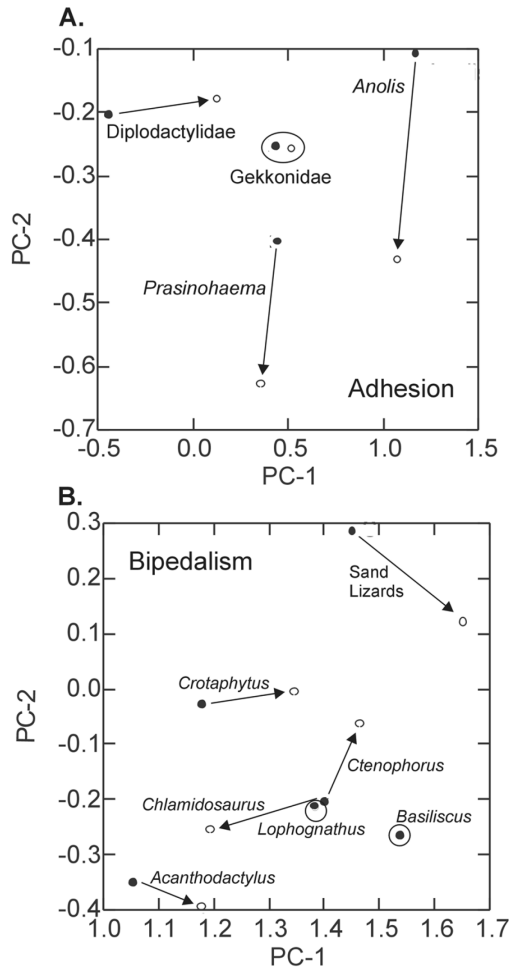 A.
-0.1
Anolis
-0.2
Diplodactylidae
Gekkonidae
-0.3
PC-2
-0.4
Prasinohaema
-0.5
-0.6
Adhesion
-0.7
-0.5 0.0 0.5 1.0 1.5
PC-1
B.
0.3
Bipedalism
0.2
Sand
Lizards
0.1
Crotaphytus
0.0
PC-2
-0.1
Ctenophorus
-0.2
Chlamidosaurus
Basiliscus
Lophognathus
-0.3
Acanthodactylus
-0.4
1.0 1.1 1.2 1.3 1.4 1.5 1.6 1.7
PC-1